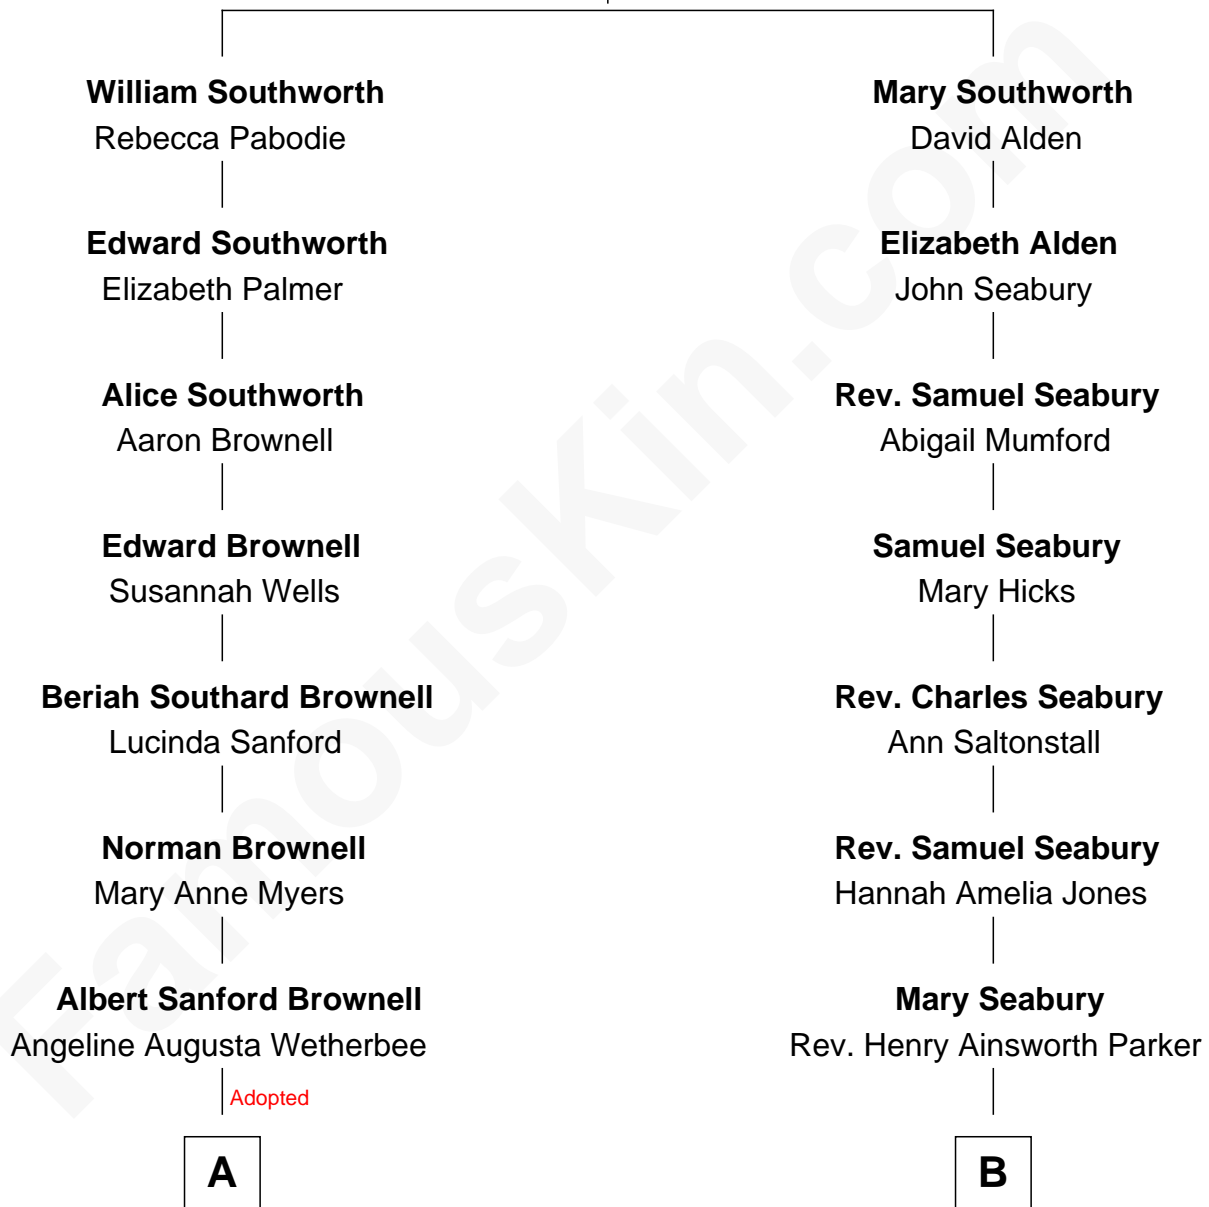 William Southworth
Rebecca Pabodie
Mary Southworth
David Alden
Edward Southworth
Elizabeth Palmer
Elizabeth Alden
John Seabury
Alice Southworth
Aaron Brownell
Rev. Samuel Seabury
Abigail Mumford
Edward Brownell
Susannah Wells
Samuel Seabury
Mary Hicks
Beriah Southard Brownell
Lucinda Sanford
Rev. Charles Seabury
Ann Saltonstall
Norman Brownell
Mary Anne Myers
Rev. Samuel Seabury
Hannah Amelia Jones
Albert Sanford Brownell
Angeline Augusta Wetherbee
Mary Seabury
Rev. Henry Ainsworth Parker
Adopted
A
B
FamousKin.com